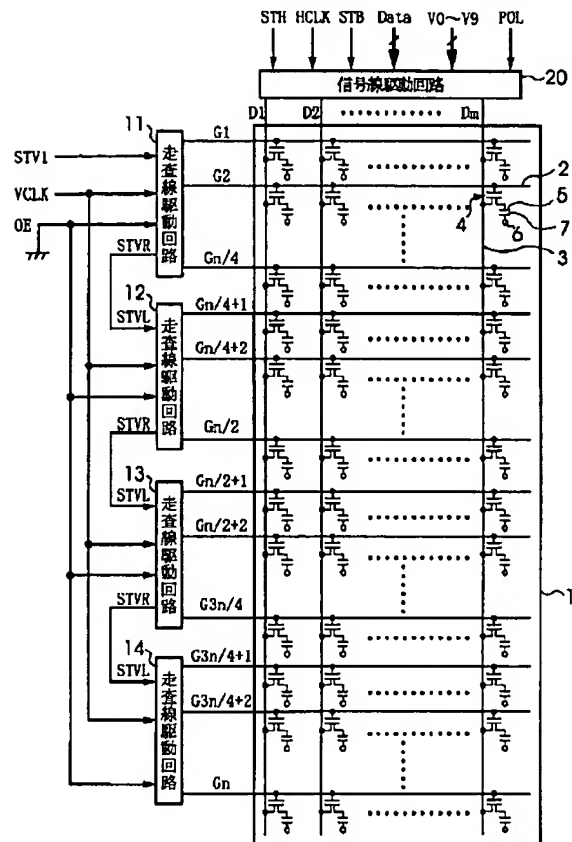 STH HCLK STB Data V0～V9 POL
信号線駆動回路
20
D1 D2 Dm
11
G1
STV1
走査線駆動回路
G2
2
VCLK
5
4
7
OE
6
3
STVR
Gn/4
12
Gn/4+1
STVL
走査線駆動回路
Gn/4+2
STVR
Gn/2
13
Gn/2+1
STVL
走査線駆動回路
Gn/2+2
1
STVR
G3n/4
14
G3n/4+1
STVL
走査線駆動回路
G3n/4+2
Gn